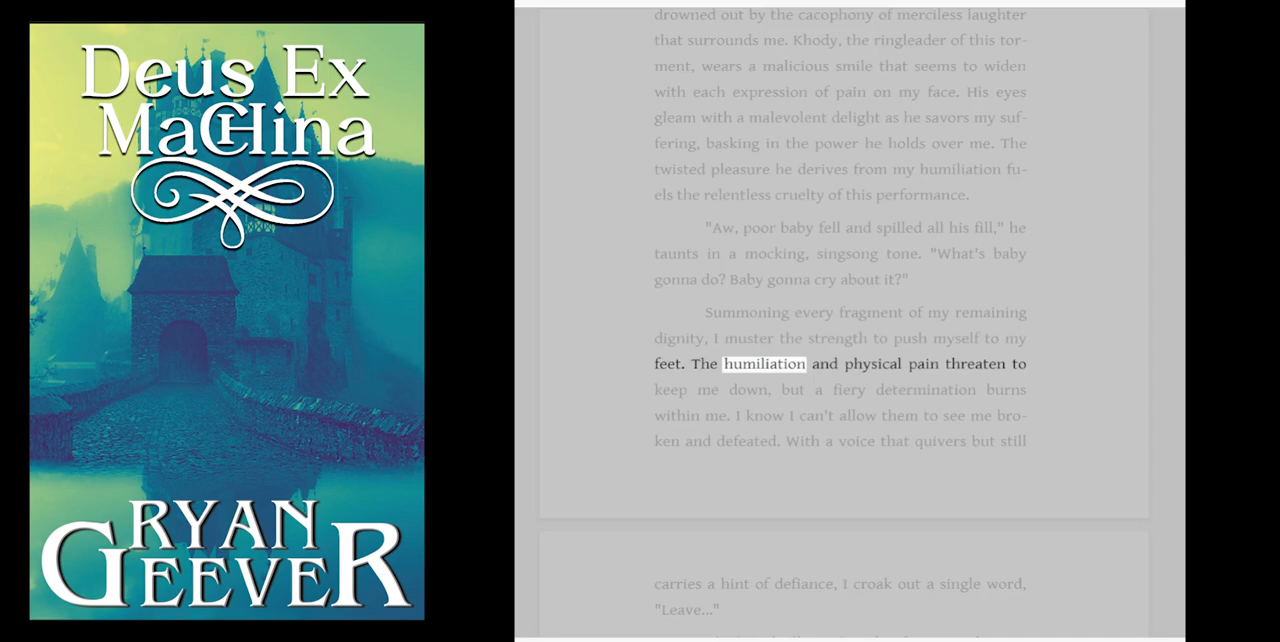 Deus Ex
Machina
RYAN
GEEVER
drowned out by the cacophony of merciless laughter
that surrounds me. Khody, the ringleader of this tor-
ment, wears a malicious smile that seems to widen
with each expression of pain on my face. His eyes
gleam with a malevolent delight as he savors my suf-
fering, basking in the power he holds over me. The
twisted pleasure he derives from my humiliation fu-
els the relentless cruelty of this performance.
"Aw, poor baby fell and spilled all his fill," he
taunts in a mocking, singsong tone. "What's baby
gonna do? Baby gonna cry about it?"
Summoning every fragment of my remaining
dignity, I muster the strength to push myself to my
feet. The humiliation and physical pain threaten to
keep me down, but a fiery determination burns
within me. I know I can't allow them to see me bro-
ken and defeated. With a voice that quivers but still
carries a hint of defiance, I croak out a single word,
"Leave..."